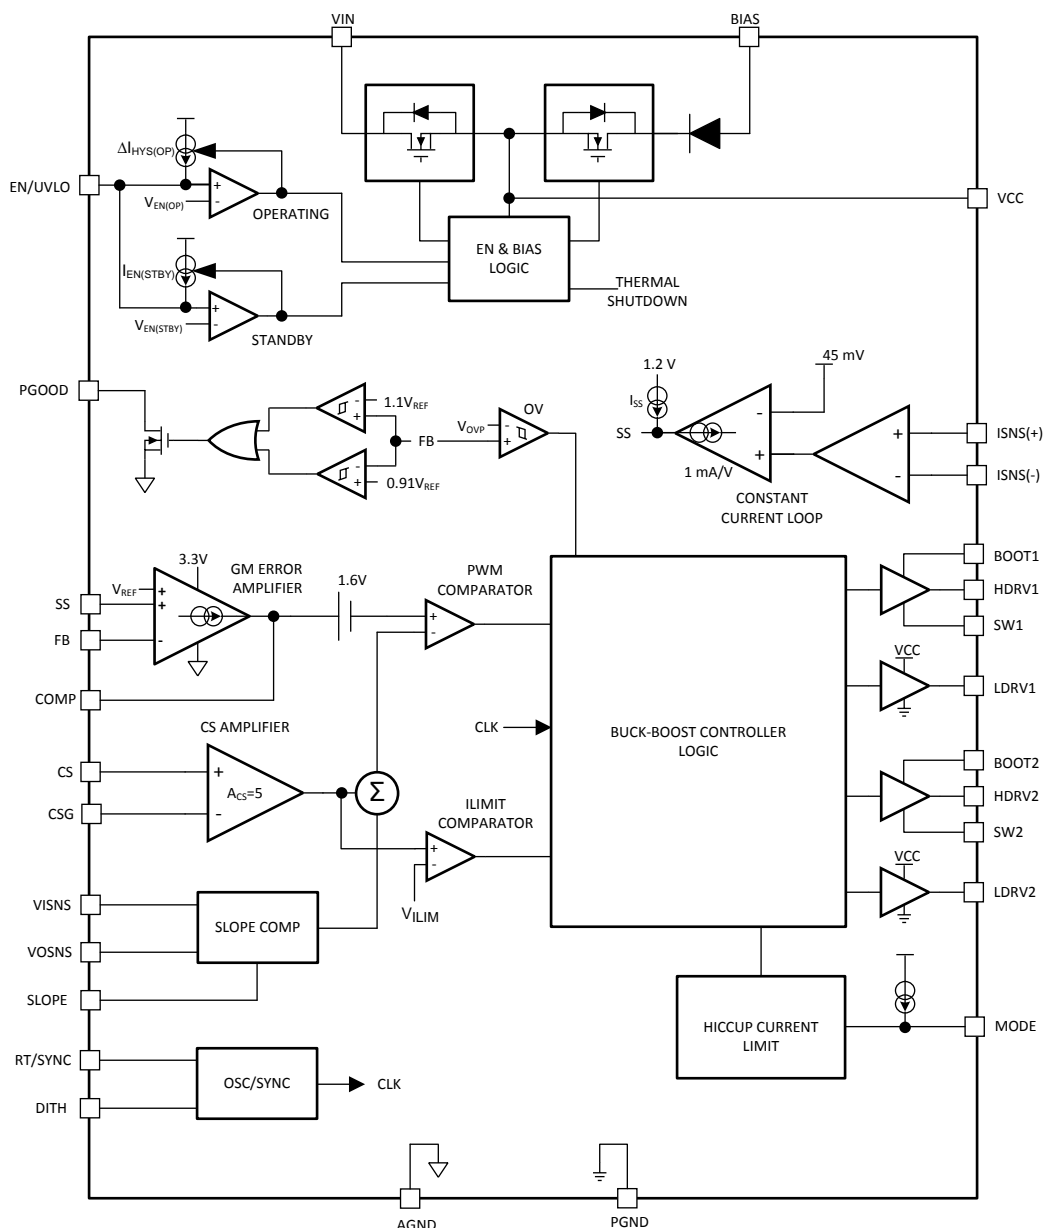 VIN
BIAS
ΔIHYS(OP)
EN/UVLO
+
-
VEN(OP)
OPERATING
VCC
EN & BIAS
LOGIC
IEN(STBY)
+
-
VEN(STBY)
STANDBY
THERMAL
SHUTDOWN
PGOOD
-
+
1.1VREF
FB
-
+
0.91VREF
OV
VOVP
-
+
1.2 V
ISS
SS
45 mV
-
+
1 mA/V
+
-
ISNS(+)
ISNS(-)
CONSTANT
CURRENT LOOP
3.3V
GM ERROR
AMPLIFIER
1.6V
PWM
COMPARATOR
VREF
+
+
-
SS
FB
COMP
+
-
BOOT1
HDRV1
SW1
VCC
LDRV1
CLK
BUCK-BOOST CONTROLLER
LOGIC
CS AMPLIFIER
CS
CSG
+
-
ACS=5
Σ
ILIMIT
COMPARATOR
+
-
VILIM
BOOT2
HDRV2
SW2
VCC
LDRV2
VISNS
VOSNS
SLOPE
SLOPE COMP
HICCUP CURRENT
LIMIT
MODE
RT/SYNC
DITH
OSC/SYNC
CLK
AGND
PGND